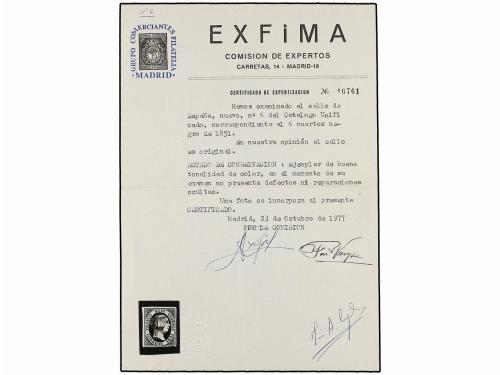 Nº 6
GRUPO COMERCIANTES FILATELIA
• MADRID •
EXFIMA
COMISION DE EXPERTOS
CARRETAS, 14 - MADRID-12
CERTIFICADO DE EXPERTIZACION Nº 06761
Hemos examinado el sello de
España, nuevo, nº 6 del Catalogo Unifi
cado, correspondiente al 6 cuartos ne-
gro de 1851.
En nuestra opinión el sello
es original.
ESTADO DE CONSERVACION : Ejemplar de buena
tonalidad de color, en el momento de su
examen no presenta defectos ni reparaciones
ocultas.
Una foto se incorpora al presente
CERTIFICADO.
Madrid, 23 de Octubre de 1977
POR LA COMISION